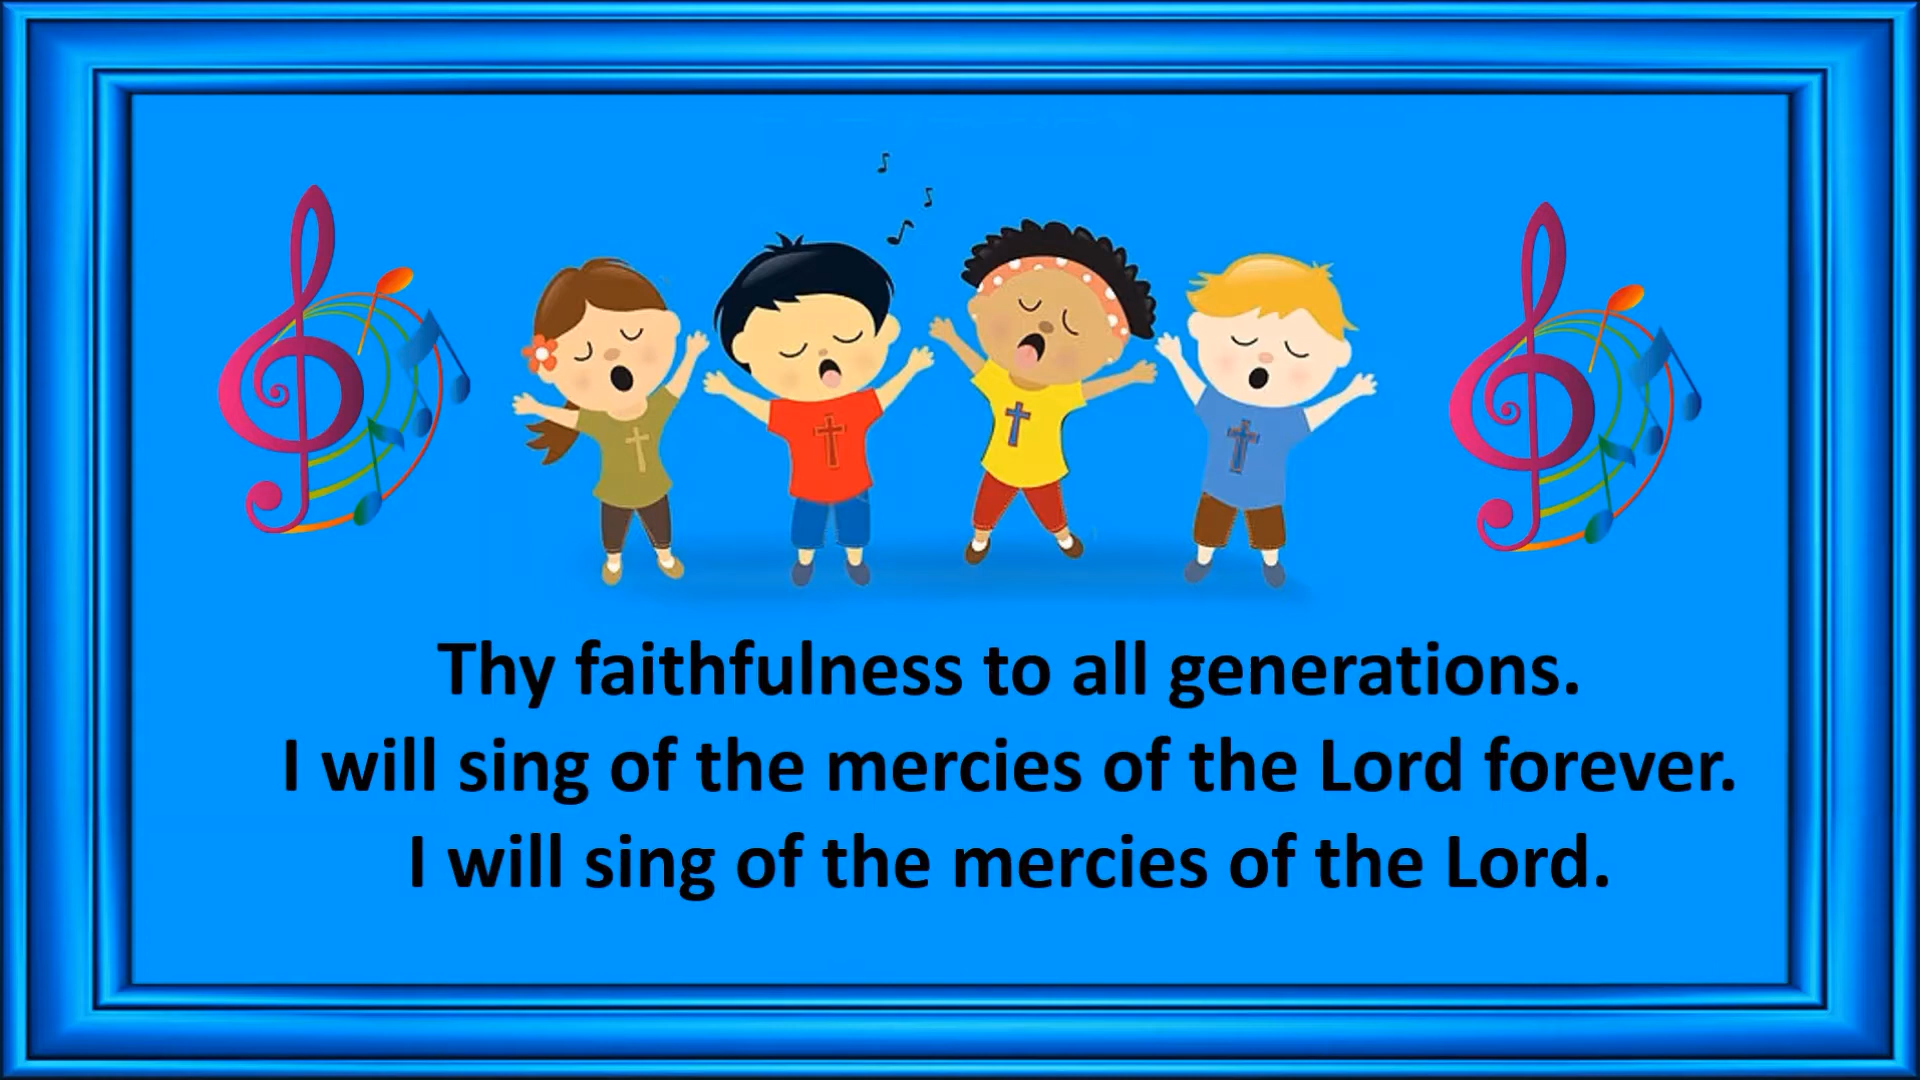 Thy faithfulness to all generations.
I will sing of the mercies of the Lord forever.
I will sing of the mercies of the Lord.